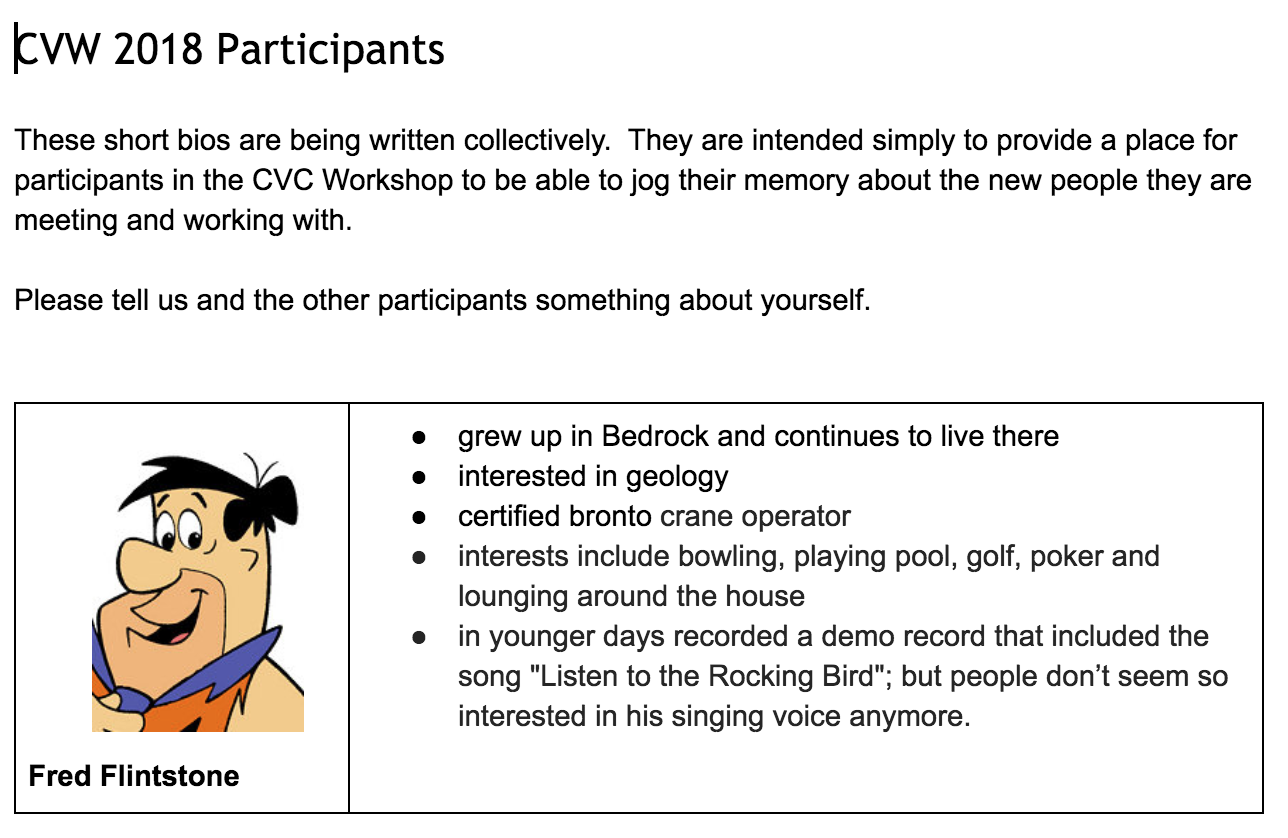 CVW 2018 Participants
These short bios are being written collectively.  They are intended simply to provide a place for
participants in the CVC Workshop to be able to jog their memory about the new people they are
meeting and working with.
Please tell us and the other participants something about yourself.
● grew up in Bedrock and continues to live there
● interested in geology
● certified bronto crane operator
● interests include bowling, playing pool, golf, poker and
lounging around the house
● in younger days recorded a demo record that included the
song "Listen to the Rocking Bird"; but people don’t seem so
interested in his singing voice anymore.
Fred Flintstone